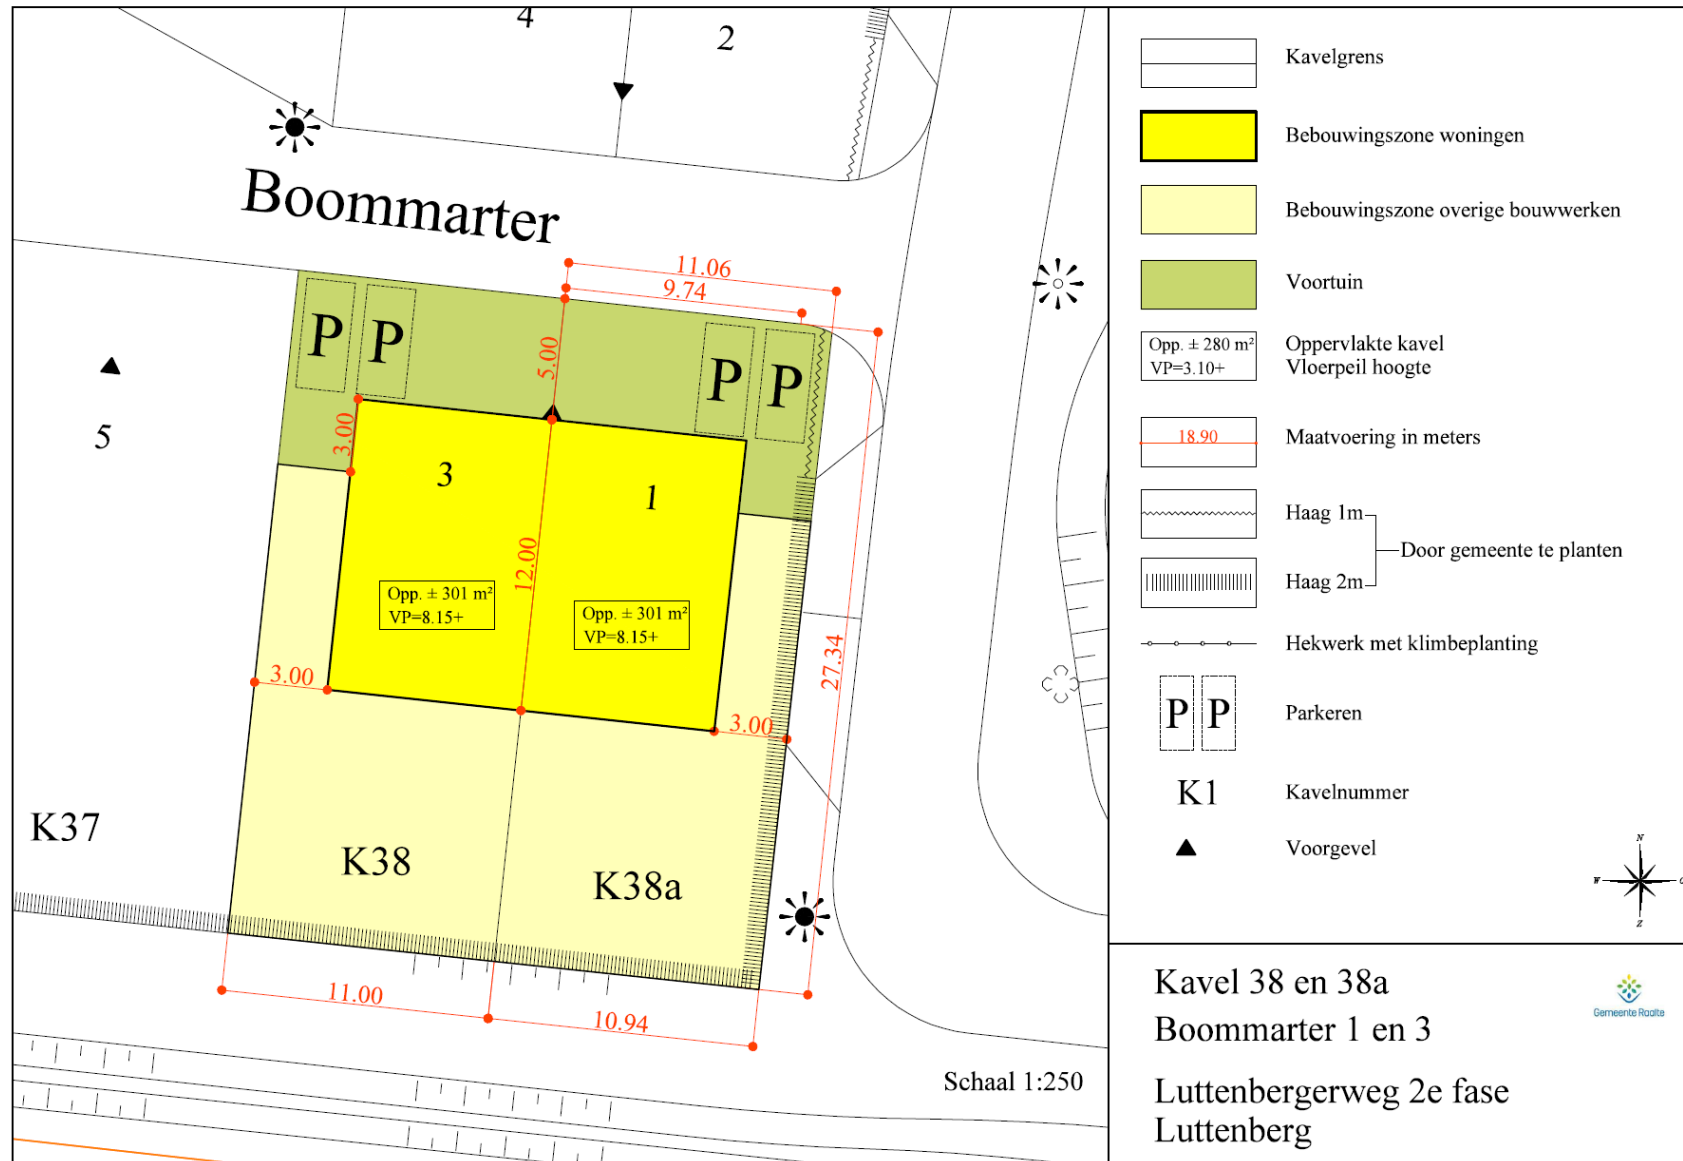 4
2
Boommarter
11.06
9.74
P
P
P
P
5.00
3.00
5
3
1
12.00
Opp. ± 301 m²
VP=8.15+
Opp. ± 301 m²
VP=8.15+
27.34
3.00
3.00
K37
K38
K38a
11.00
10.94
Schaal 1:250
Kavelgrens
Bebouwingszone woningen
Bebouwingszone overige bouwwerken
Voortuin
Opp. ± 280 m²
VP=3.10+
Oppervlakte kavel
Vloerpeil hoogte
18.90
Maatvoering in meters
Haag 1m
Door gemeente te planten
Haag 2m
Hekwerk met klimbeplanting
P P
Parkeren
K1
Kavelnummer
Voorgevel
N
W
O
Z
Kavel 38 en 38a
Boommarter 1 en 3
Gemeente Raalte
Luttenbergerweg 2e fase
Luttenberg